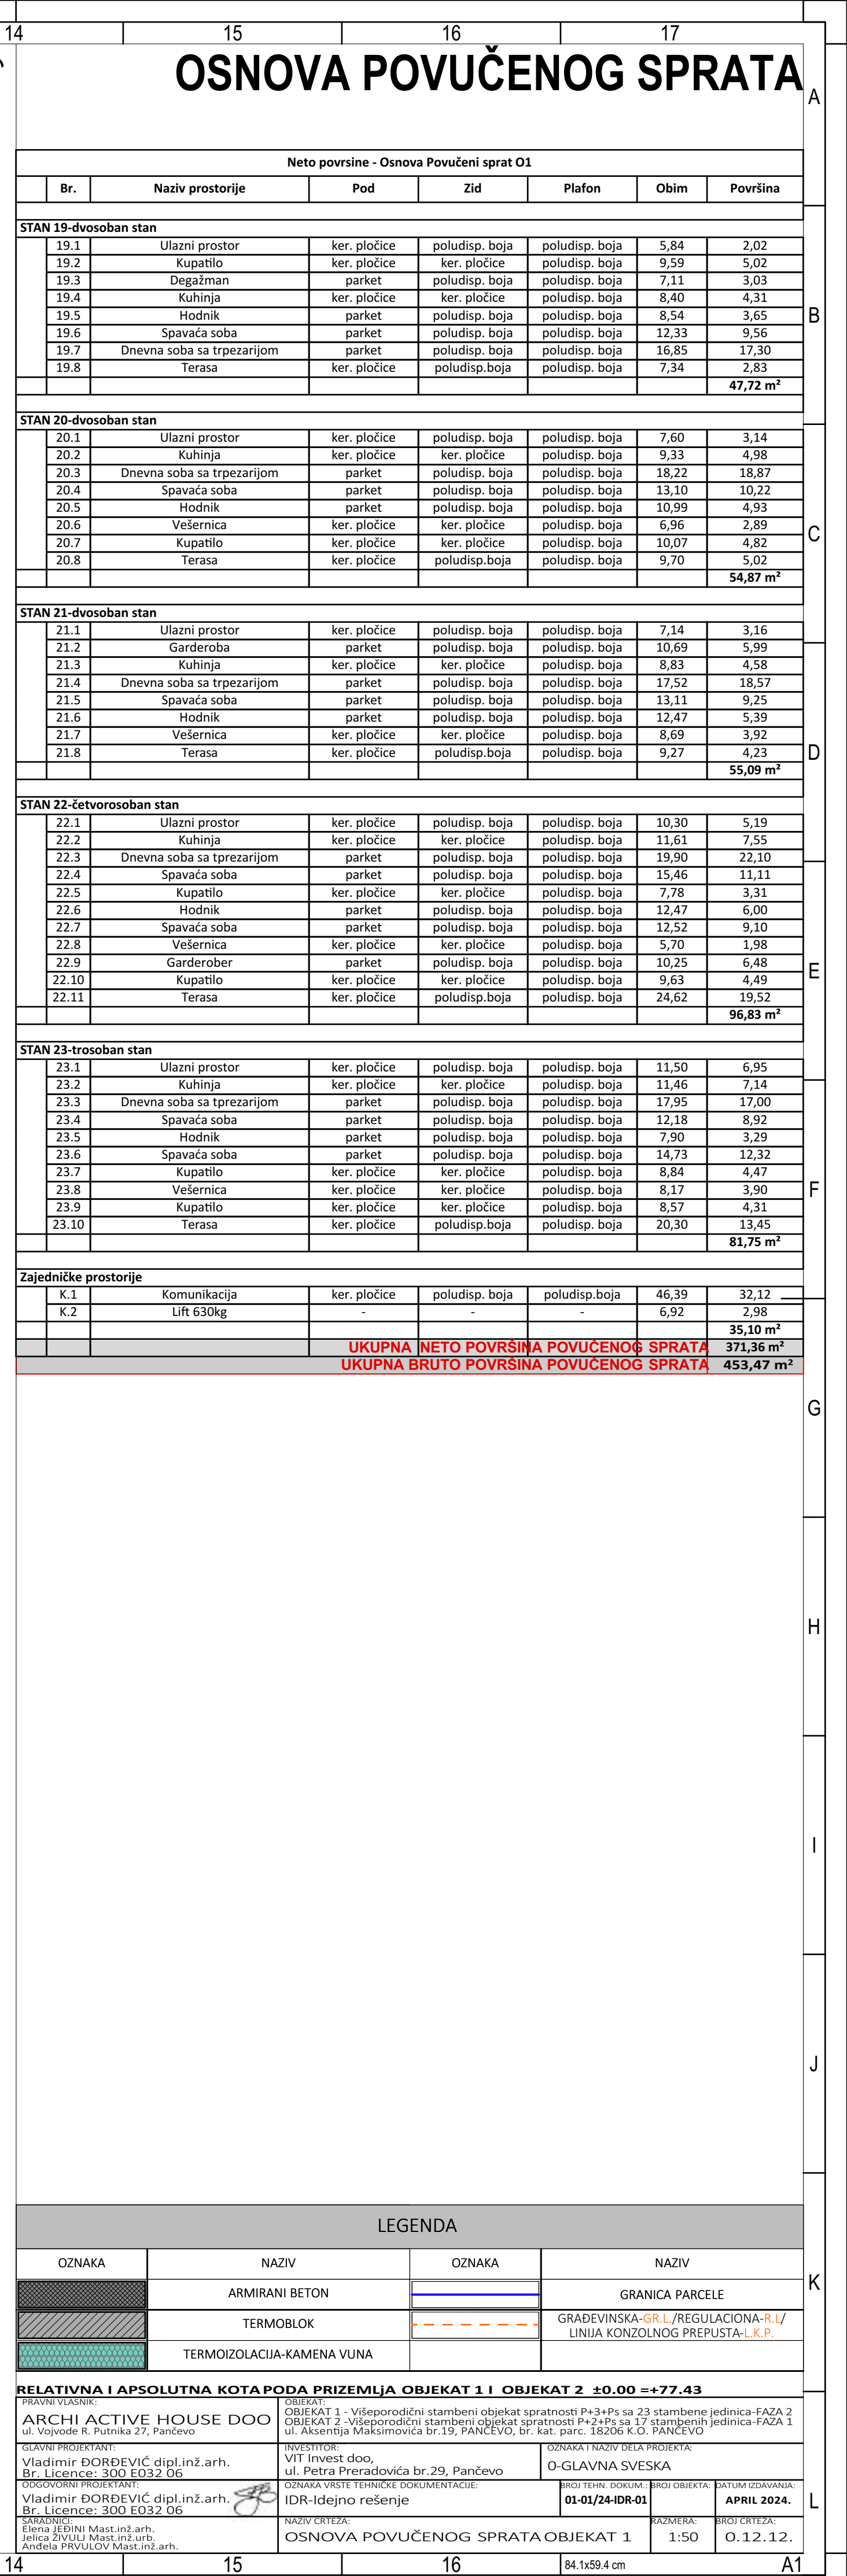 14 15 16 17
OSNOVA POVUČENOG SPRATA
A
Neto povrsine - Osnova Povučeni sprat O1
Br. Naziv prostorije Pod Zid Plafon Obim Površina
STAN 19-dvosoban stan
19.1 Ulazni prostor ker. pločice poludisp. boja poludisp. boja 5,84 2,02
19.2 Kupatilo ker. pločice ker. pločice poludisp. boja 9,59 5,02
19.3 Degažman parket poludisp. boja poludisp. boja 7,11 3,03
19.4 Kuhinja ker. pločice ker. pločice poludisp. boja 8,40 4,31
B
19.5 Hodnik parket poludisp. boja poludisp. boja 8,54 3,65
19.6 Spavaća soba parket poludisp. boja poludisp. boja 12,33 9,56
19.7 Dnevna soba sa trpezarijom parket poludisp. boja poludisp. boja 16,85 17,30
19.8 Terasa ker. pločice poludisp.boja poludisp. boja 7,34 2,83
47,72 m²
STAN 20-dvosoban stan
20.1 Ulazni prostor ker. pločice poludisp. boja poludisp. boja 7,60 3,14
20.2 Kuhinja ker. pločice ker. pločice poludisp. boja 9,33 4,98
20.3 Dnevna soba sa trpezarijom parket poludisp. boja poludisp. boja 18,22 18,87
20.4 Spavaća soba parket poludisp. boja poludisp. boja 13,10 10,22
20.5 Hodnik parket poludisp. boja poludisp. boja 10,99 4,93
20.6 Vešernica ker. pločice ker. pločice poludisp. boja 6,96 2,89
C
20.7 Kupatilo ker. pločice ker. pločice poludisp. boja 10,07 4,82
20.8 Terasa ker. pločice poludisp.boja poludisp. boja 9,70 5,02
54,87 m²
STAN 21-dvosoban stan
21.1 Ulazni prostor ker. pločice poludisp. boja poludisp. boja 7,14 3,16
21.2 Garderoba parket poludisp. boja poludisp. boja 10,69 5,99
21.3 Kuhinja ker. pločice ker. pločice poludisp. boja 8,83 4,58
21.4 Dnevna soba sa trpezarijom parket poludisp. boja poludisp. boja 17,52 18,57
21.5 Spavaća soba parket poludisp. boja poludisp. boja 13,11 9,25
21.6 Hodnik parket poludisp. boja poludisp. boja 12,47 5,39
21.7 Vešernica ker. pločice ker. pločice poludisp. boja 8,69 3,92
21.8 Terasa ker. pločice poludisp.boja poludisp. boja 9,27 4,23
D
55,09 m²
STAN 22-četvorosoban stan
22.1 Ulazni prostor ker. pločice poludisp. boja poludisp. boja 10,30 5,19
22.2 Kuhinja ker. pločice ker. pločice poludisp. boja 11,61 7,55
22.3 Dnevna soba sa tprezarijom parket poludisp. boja poludisp. boja 19,90 22,10
22.4 Spavaća soba parket poludisp. boja poludisp. boja 15,46 11,11
22.5 Kupatilo ker. pločice ker. pločice poludisp. boja 7,78 3,31
22.6 Hodnik parket poludisp. boja poludisp. boja 12,47 6,00
22.7 Spavaća soba parket poludisp. boja poludisp. boja 12,52 9,10
22.8 Vešernica ker. pločice ker. pločice poludisp. boja 5,70 1,98
22.9 Garderober parket poludisp. boja poludisp. boja 10,25 6,48
E
22.10 Kupatilo ker. pločice ker. pločice poludisp. boja 9,63 4,49
22.11 Terasa ker. pločice poludisp.boja poludisp. boja 24,62 19,52
96,83 m²
STAN 23-trosoban stan
23.1 Ulazni prostor ker. pločice poludisp. boja poludisp. boja 11,50 6,95
23.2 Kuhinja ker. pločice ker. pločice poludisp. boja 11,46 7,14
23.3 Dnevna soba sa tprezarijom parket poludisp. boja poludisp. boja 17,95 17,00
23.4 Spavaća soba parket poludisp. boja poludisp. boja 12,18 8,92
23.5 Hodnik parket poludisp. boja poludisp. boja 7,90 3,29
23.6 Spavaća soba parket poludisp. boja poludisp. boja 14,73 12,32
23.7 Kupatilo ker. pločice ker. pločice poludisp. boja 8,84 4,47
23.8 Vešernica ker. pločice ker. pločice poludisp. boja 8,17 3,90
F
23.9 Kupatilo ker. pločice ker. pločice poludisp. boja 8,57 4,31
23.10 Terasa ker. pločice poludisp.boja poludisp. boja 20,30 13,45
81,75 m²
Zajedničke prostorije
K.1 Komunikacija ker. pločice poludisp. boja poludisp.boja 46,39 32,12
K.2 Lift 630kg - - - 6,92 2,98
35,10 m²
UKUPNA NETO POVRŠINA POVUČENOG SPRATA 371,36 m²
UKUPNA BRUTO POVRŠINA POVUČENOG SPRATA 453,47 m²
G
H
I
J
LEGENDA
OZNAKA NAZIV OZNAKA NAZIV
K
ARMIRANI BETON GRANICA PARCELE
TERMOBLOK GRAĐEVINSKA-GR.L./REGULACIONA-R.L/
LINIJA KONZOLNOG PREPUSTA-L.K.P.
TERMOIZOLACIJA-KAMENA VUNA
RELATIVNA I APSOLUTNA KOTA PODA PRIZEMLjA OBJEKAT 1 I OBJEKAT 2 ±0.00 =+77.43
PRAVNI VLASNIK:
ARCHI ACTIVE HOUSE DOO
ul. Vojvode R. Putnika 27, Pančevo
OBJEKAT:
OBJEKAT 1 - Višeporodični stambeni objekat spratnosti P+3+Ps sa 23 stambene jedinica-FAZA 2
OBJEKAT 2 -Višeporodični stambeni objekat spratnosti P+2+Ps sa 17 stambenih jedinica-FAZA 1
ul. Aksentija Maksimovića br.19, PANČEVO, br. kat. parc. 18206 K.O. PANČEVO
GLAVNI PROJEKTANT:
Vladimir ĐORĐEVIĆ dipl.inž.arh.
Br. Licence: 300 E032 06
INVESTITOR:
VIT Invest doo,
ul. Petra Preradovića br.29, Pančevo
OZNAKA I NAZIV DELA PROJEKTA:
0-GLAVNA SVESKA
ODGOVORNI PROJEKTANT:
Vladimir ĐORĐEVIĆ dipl.inž.arh.
Br. Licence: 300 E032 06
OZNAKA VRSTE TEHNIČKE DOKUMENTACIJE:
IDR-Idejno rešenje
BROJ TEHN. DOKUM.:
01-01/24-IDR-01
BROJ OBJEKTA:
DATUM IZDAVANJA:
APRIL 2024.
L
SARADNICI:
Elena JEĐINI Mast.inž.arh.
Jelica ŽIVULJ Mast.inž.urb.
Anđela PRVULOV Mast.inž.arh.
NAZIV CRTEŽA:
OSNOVA POVUČENOG SPRATA OBJEKAT 1
RAZMERA:
1:50
BROJ CRTEŽA:
0.12.12.
14 15 16 84.1x59.4 cm A1